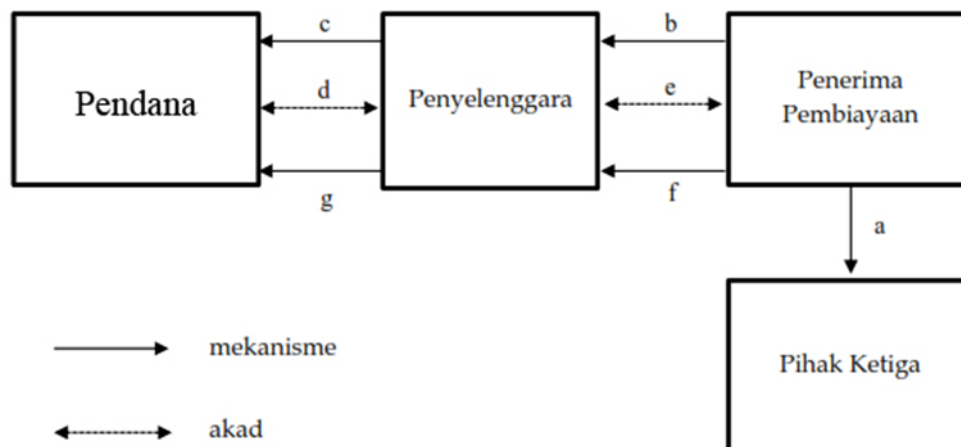 c
b
Pendana
d
Penyelenggara
e
Penerima
Pembiayaan
g
f
a
mekanisme
Pihak Ketiga
akad